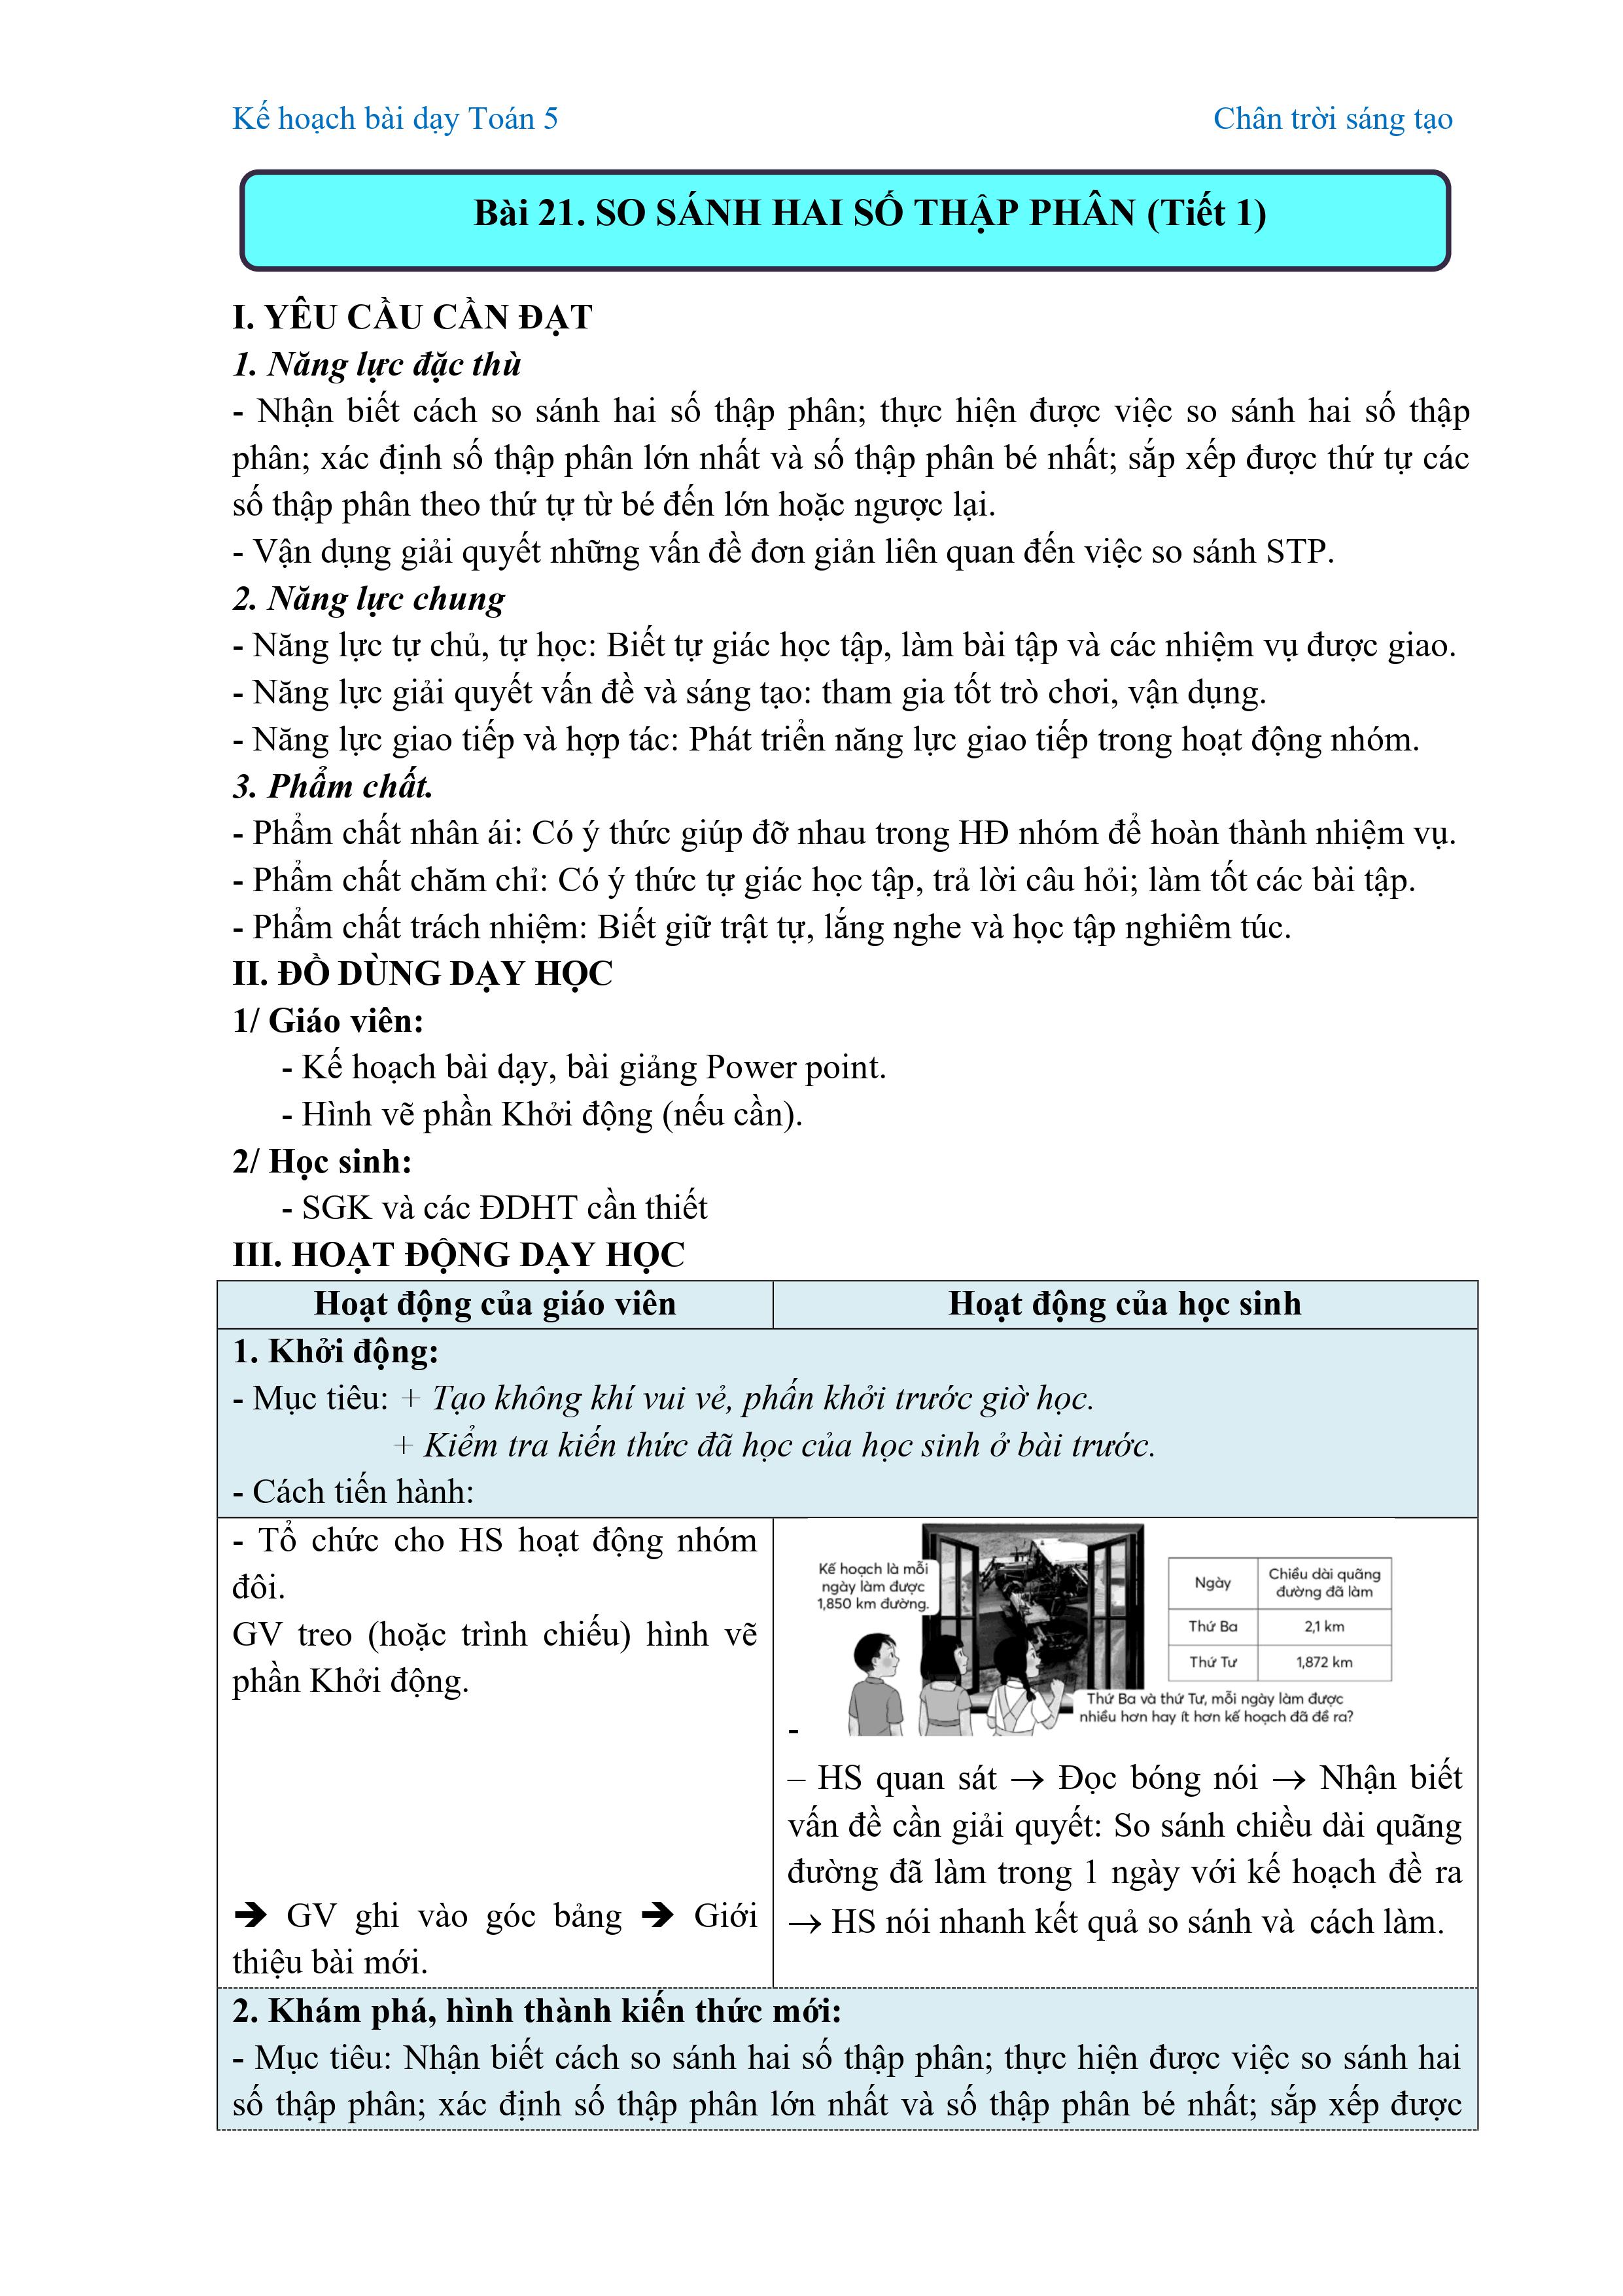 Kế hoạch bài dạy Toán 5 Chân trời sáng tạo
Bài 21. SO SÁNH HAI SỐ THẬP PHÂN (Tiết 1)
I. YÊU CẦU CẦN ĐẠT
1. Năng lực đặc thù
- Nhận biết cách so sánh hai số thập phân; thực hiện được việc so sánh hai số thập
phân; xác định số thập phân lớn nhất và số thập phân bé nhất; sắp xếp được thứ tự các
số thập phân theo thứ tự từ bé đến lớn hoặc ngược lại.
- Vận dụng giải quyết những vấn đề đơn giản liên quan đến việc so sánh STP.
2. Năng lực chung
- Năng lực tự chủ, tự học: Biết tự giác học tập, làm bài tập và các nhiệm vụ được giao.
- Năng lực giải quyết vấn đề và sáng tạo: tham gia tốt trò chơi, vận dụng.
- Năng lực giao tiếp và hợp tác: Phát triển năng lực giao tiếp trong hoạt động nhóm.
3. Phẩm chất.
- Phẩm chất nhân ái: Có ý thức giúp đỡ nhau trong HĐ nhóm để hoàn thành nhiệm vụ.
- Phẩm chất chăm chỉ: Có ý thức tự giác học tập, trả lời câu hỏi; làm tốt các bài tập.
- Phẩm chất trách nhiệm: Biết giữ trật tự, lắng nghe và học tập nghiêm túc.
II. ĐỒ DÙNG DẠY HỌC
1/ Giáo viên:
- Kế hoạch bài dạy, bài giảng Power point.
- Hình vẽ phần Khởi động (nếu cần).
2/ Học sinh:
- SGK và các ĐDHT cần thiết
III. HOẠT ĐỘNG DẠY HỌC
Hoạt động của giáo viên Hoạt động của học sinh
1. Khởi động:
- Mục tiêu: + Tạo không khí vui vẻ, phấn khởi trước giờ học.
+ Kiểm tra kiến thức đã học của học sinh ở bài trước.
- Cách tiến hành:
- Tổ chức cho HS hoạt động nhóm
đôi.
GV treo (hoặc trình chiếu) hình vẽ
phần Khởi động.
➔ GV ghi vào góc bảng ➔ Giới
thiệu bài mới.
Kế hoạch là mỗi
ngày làm được
1,850 km đường.
Ngày Chiều dài quãng
đường đã làm
Thứ Ba 2,1 km
Thứ Tư 1,872 km
Thứ Ba và thứ Tư, mỗi ngày làm được
nhiều hơn hay ít hơn kế hoạch đã đề ra?
-
– HS quan sát → Đọc bóng nói → Nhận biết
vấn đề cần giải quyết: So sánh chiều dài quãng
đường đã làm trong 1 ngày với kế hoạch đề ra
→ HS nói nhanh kết quả so sánh và cách làm.
2. Khám phá, hình thành kiến thức mới:
- Mục tiêu: Nhận biết cách so sánh hai số thập phân; thực hiện được việc so sánh hai
số thập phân; xác định số thập phân lớn nhất và số thập phân bé nhất; sắp xếp được